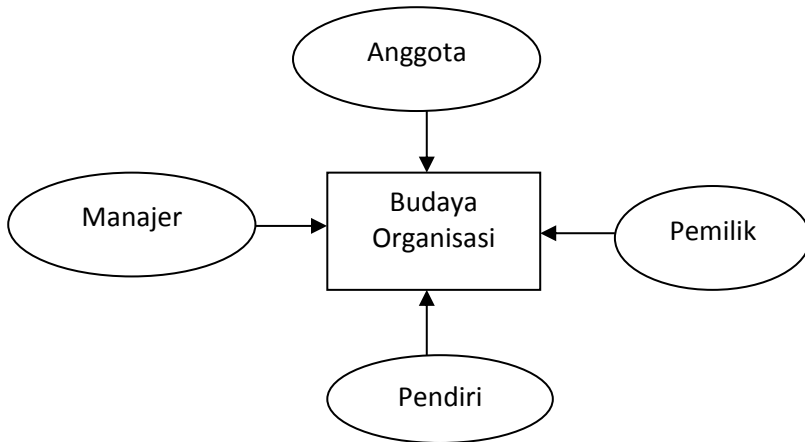 Anggota
Manajer
Budaya
Organisasi
Pemilik
Pendiri